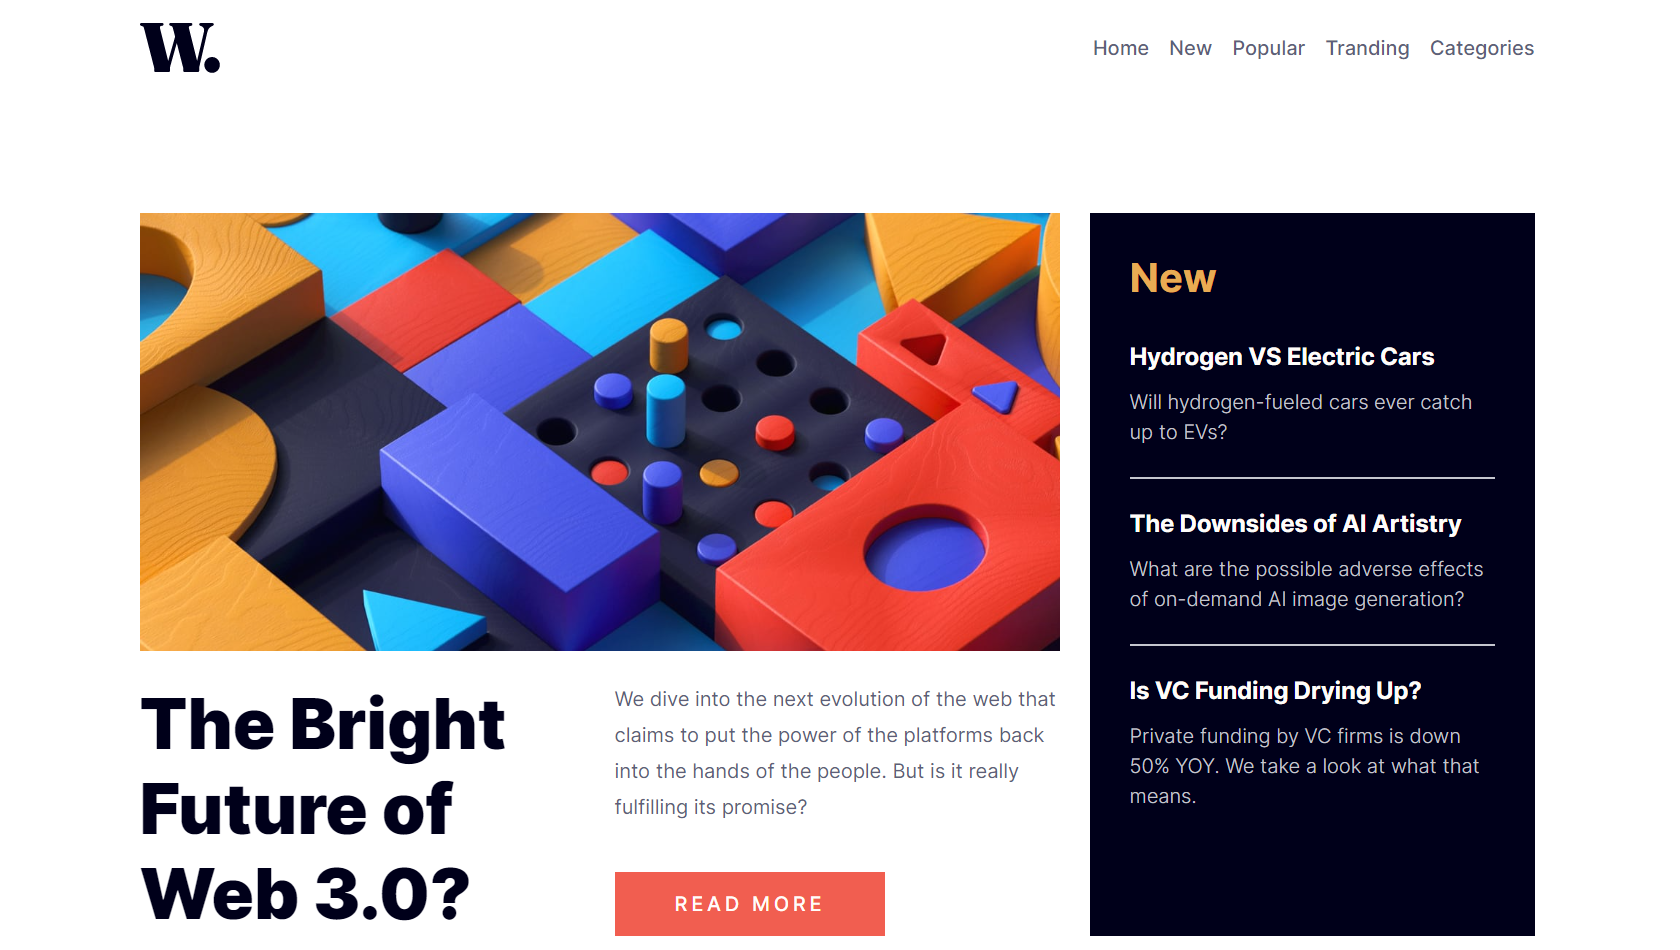 W.
Home New Popular Tranding Categories
New
Hydrogen VS Electric Cars
Will hydrogen-fueled cars ever catch
up to EVs?
The Downsides of AI Artistry
What are the possible adverse effects
of on-demand AI image generation?
Is VC Funding Drying Up?
Private funding by VC firms is down
50% YOY. We take a look at what that
means.
The Bright
Future of
Web 3.0?
We dive into the next evolution of the web that
claims to put the power of the platforms back
into the hands of the people. But is it really
fulfilling its promise?
READ MORE